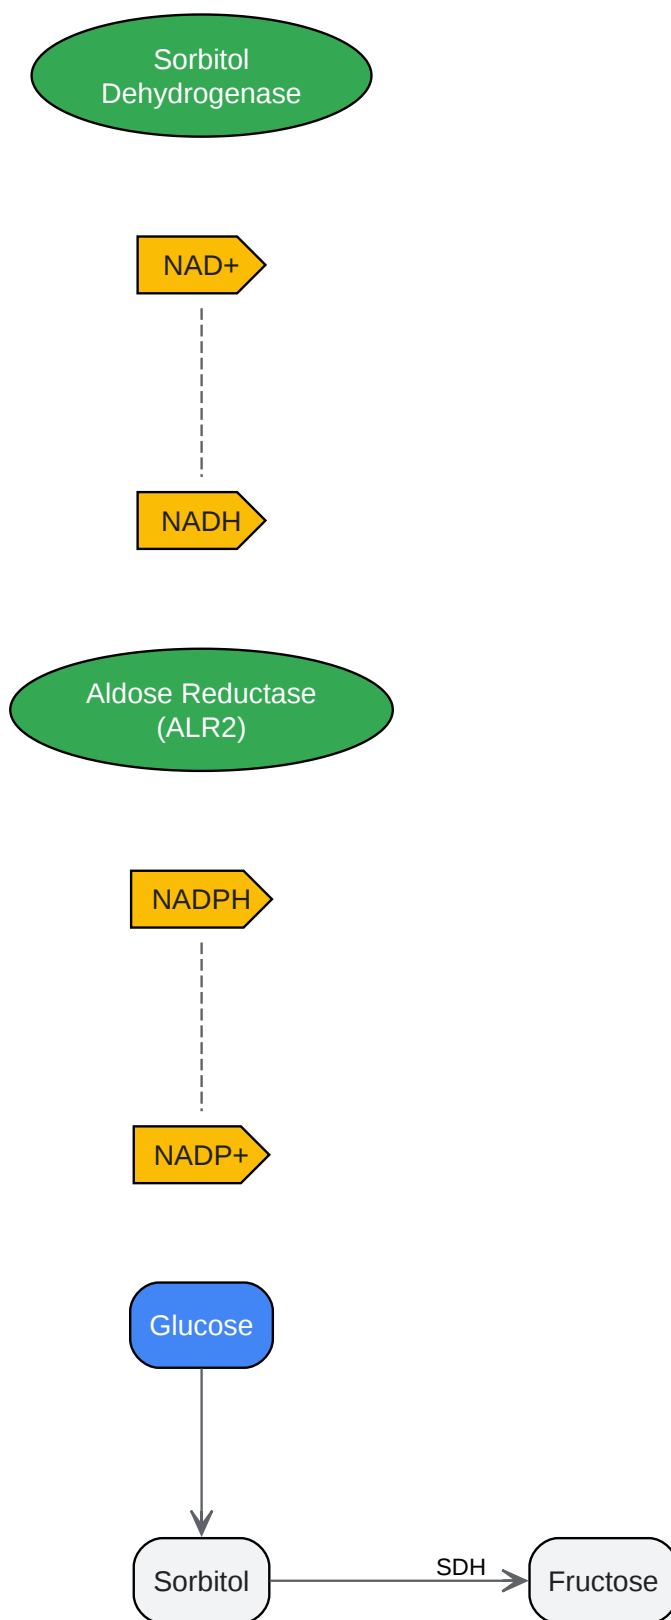 Sorbitol
Dehydrogenase
NAD+
NADH
Aldose Reductase
(ALR2)
NADPH
NADP+
Glucose
Sorbitol
SDH
Fructose